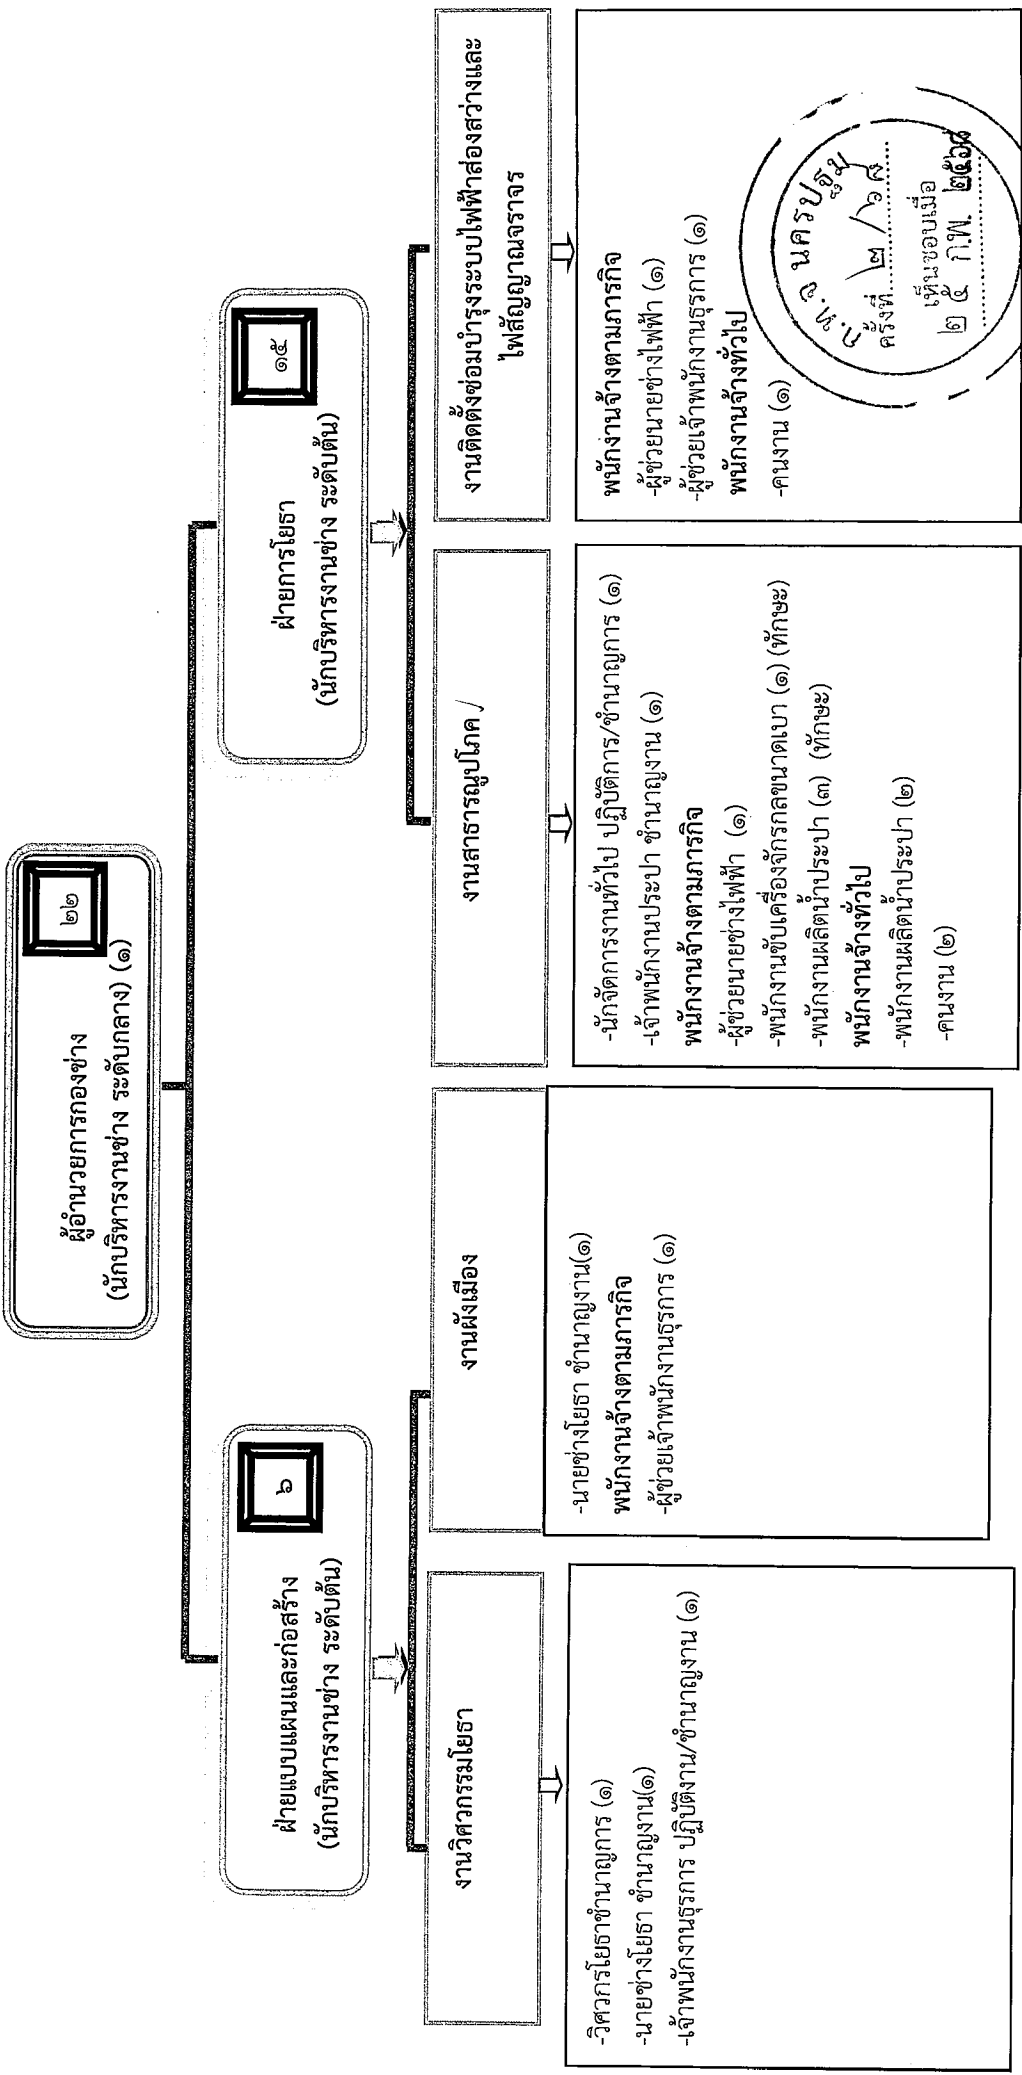 ผู้อำนวยการกองช่าง
(นักบริหารงานช่าง ระดับกลาง) (๑)
๒๒
ฝ่ายแบบแผนและก่อสร้าง
(นักบริหารงานช่าง ระดับต้น)
๖
ฝ่ายการโยธา
(นักบริหารงานช่าง ระดับต้น)
๑๕
งานวิศวกรรมโยธา
-วิศวกรโยธาชำนาญการ (๑)
-นายช่างโยธา ชำนาญงาน(๑)
-เจ้าพนักงานธุรการ ปฏิบัติงาน/ชำนาญงาน (๑)
งานผังเมือง
-นายช่างโยธา ชำนาญงาน(๑)
พนักงานจ้างตามภารกิจ
-ผู้ช่วยเจ้าพนักงานธุรการ (๑)
งานสาธารณูปโภค/
-นักจัดการงานทั่วไป ปฏิบัติการ/ชำนาญการ (๑)
-เจ้าพนักงานประปา ชำนาญงาน (๑)
พนักงานจ้างตามภารกิจ
-ผู้ช่วยนายช่างไฟฟ้า (๑)
-พนักงานขับเครื่องจักรกลขนาดเบา (๑) (ทักษะ)
-พนักงานผลิตน้ำประปา (๓) (ทักษะ)
พนักงานจ้างทั่วไป
-พนักงานผลิตน้ำประปา (๒)
-คนงาน (๒)
งานติดตั้งซ่อมบำรุงระบบไฟฟ้าส่องสว่างและ
ไฟสัญญาณจราจร
พนักงานจ้างตามภารกิจ
-ผู้ช่วยนายช่างไฟฟ้า (๑)
-ผู้ช่วยเจ้าพนักงานธุรการ (๑)
พนักงานจ้างทั่วไป
-คนงาน (๑)
ก.ท.จ นครปฐม
ครั้งที่ ๒ / ๖๘
เห็นชอบเมื่อ
๒๕ ก.พ. ๒๕๖๘